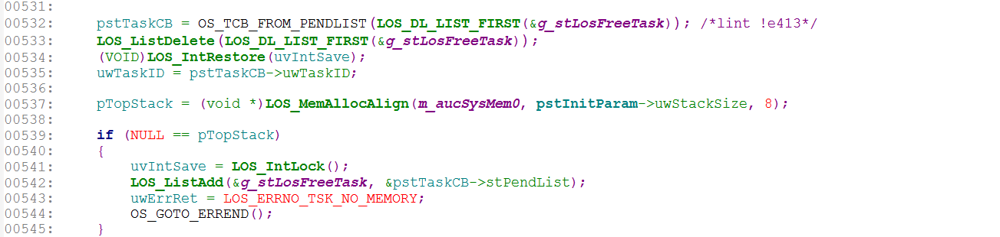 00531:
00532:     pstTaskCB = OS_TCB_FROM_PENDLIST(LOS_DL_LIST_FIRST(&g_stLosFreeTask)); /*lint !e413*/
00533:     LOS_ListDelete(LOS_DL_LIST_FIRST(&g_stLosFreeTask));
00534:     (VOID)LOS_IntRestore(uvIntSave);
00535:     uwTaskID = pstTaskCB->uwTaskID;
00536:
00537:     pTopStack = (void *)LOS_MemAllocAlign(m_aucSysMem0, pstInitParam->uwStackSize, 8);
00538:
00539:     if (NULL == pTopStack)
00540:     {
00541:         uvIntSave = LOS_IntLock();
00542:         LOS_ListAdd(&g_stLosFreeTask, &pstTaskCB->stPendList);
00543:         uwErrRet = LOS_ERRNO_TSK_NO_MEMORY;
00544:         OS_GOTO_ERREND();
00545:     }